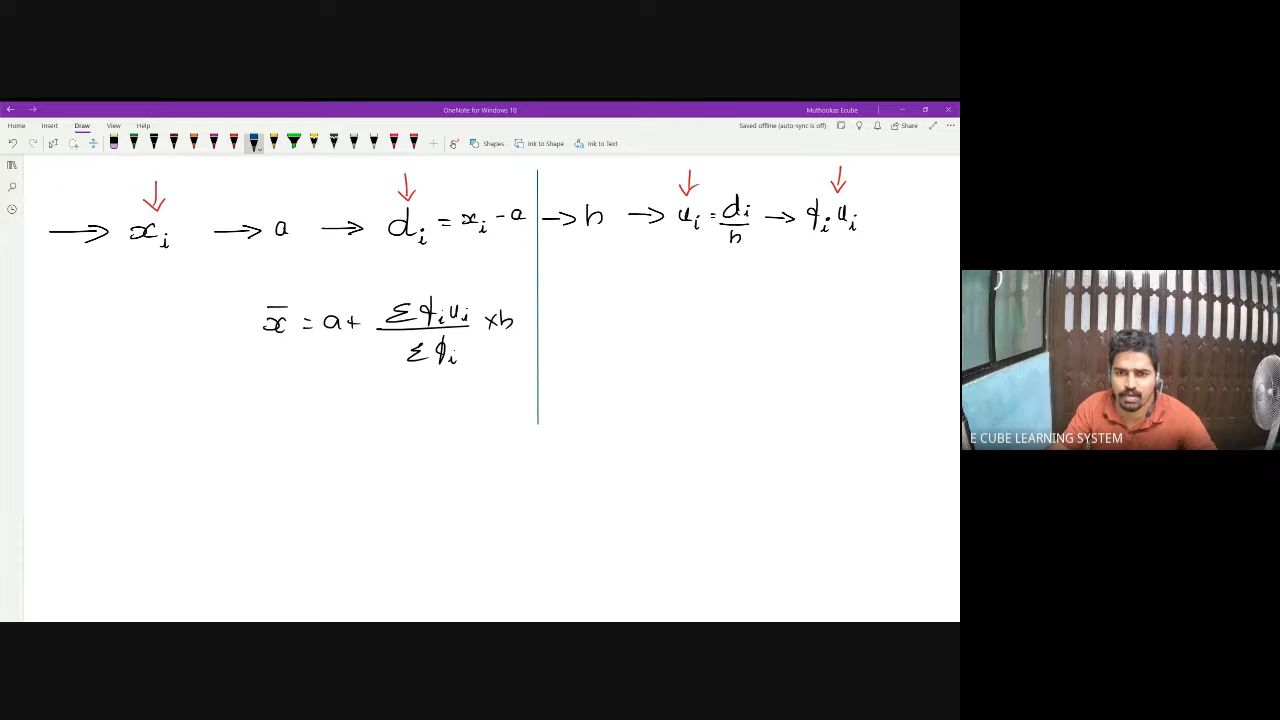 OneNote for Windows 10
Muthookas Ecube
Home Insert Draw View Help
Saved offline (auto-sync is off) Share
Shapes Ink to Shape Ink to Text
→ xᵢ → a → dᵢ = xᵢ - a → h → uᵢ = dᵢ/h → fᵢuᵢ
x̄ = a + Σfᵢuᵢ/Σfᵢ × h
E CUBE LEARNING SYSTEM